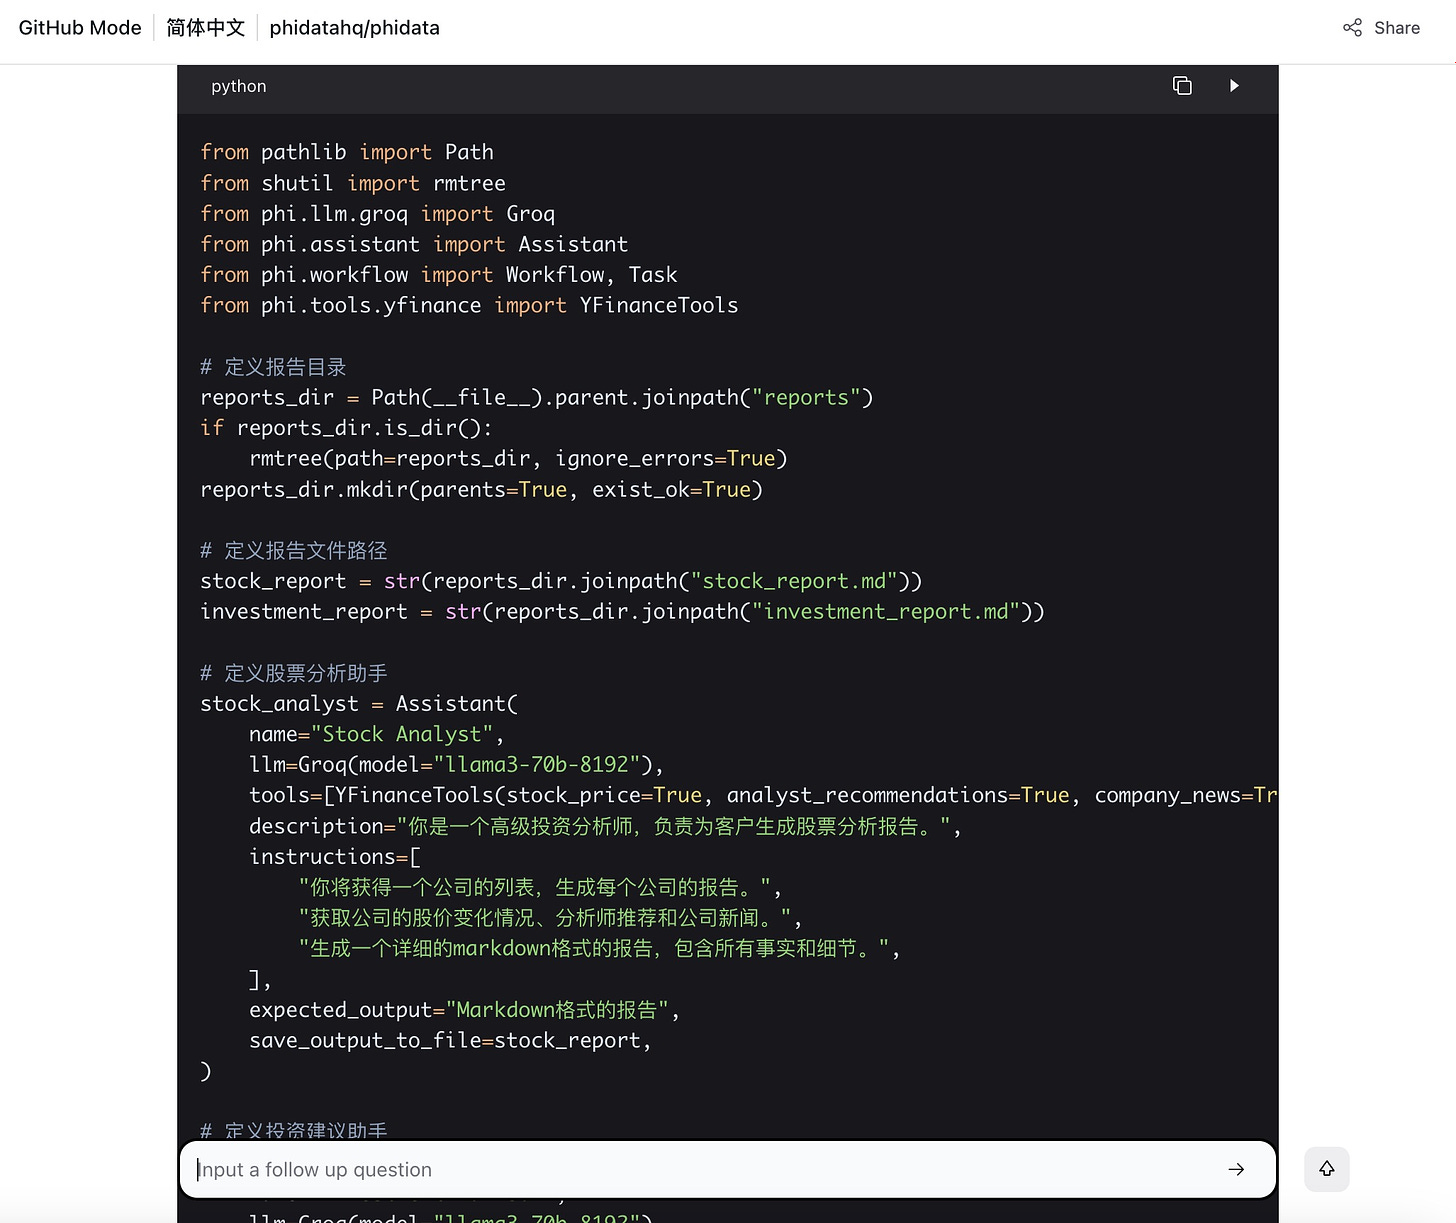 GitHub Mode 简体中文 phidatahq/phidata Share
python
from pathlib import Path
from shutil import rmtree
from phi.llm.groq import Groq
from phi.assistant import Assistant
from phi.workflow import Workflow, Task
from phi.tools.yfinance import YFinanceTools
# 定义报告目录
reports_dir = Path(__file__).parent.joinpath("reports")
if reports_dir.is_dir():
    rmtree(path=reports_dir, ignore_errors=True)
reports_dir.mkdir(parents=True, exist_ok=True)
# 定义报告文件路径
stock_report = str(reports_dir.joinpath("stock_report.md"))
investment_report = str(reports_dir.joinpath("investment_report.md"))
# 定义股票分析助手
stock_analyst = Assistant(
    name="Stock Analyst",
    llm=Groq(model="llama3-70b-8192"),
    tools=[YFinanceTools(stock_price=True, analyst_recommendations=True, company_news=Tr
    description="你是一个高级投资分析师，负责为客户生成股票分析报告。",
    instructions=[
        "你将获得一个公司的列表，生成每个公司的报告。",
        "获取公司的股价变化情况、分析师推荐和公司新闻。",
        "生成一个详细的markdown格式的报告，包含所有事实和细节。",
    ],
    expected_output="Markdown格式的报告",
    save_output_to_file=stock_report,
)
# 定义投资建议助手
Input a follow up question
    llm=Groq(model="llama3-70b-8192")